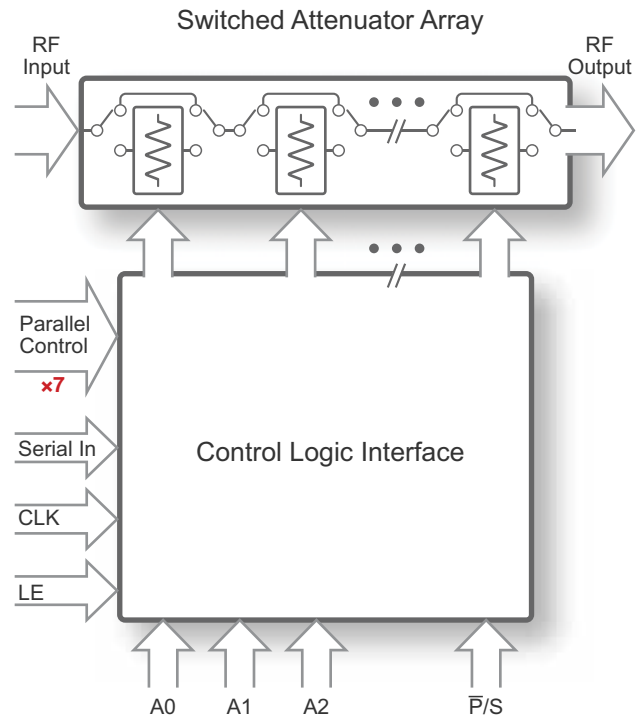 Switched Attenuator Array
RF
Input
RF
Output
Parallel
Control
×7
Serial In
CLK
LE
Control Logic Interface
A0
A1
A2
P̅/S